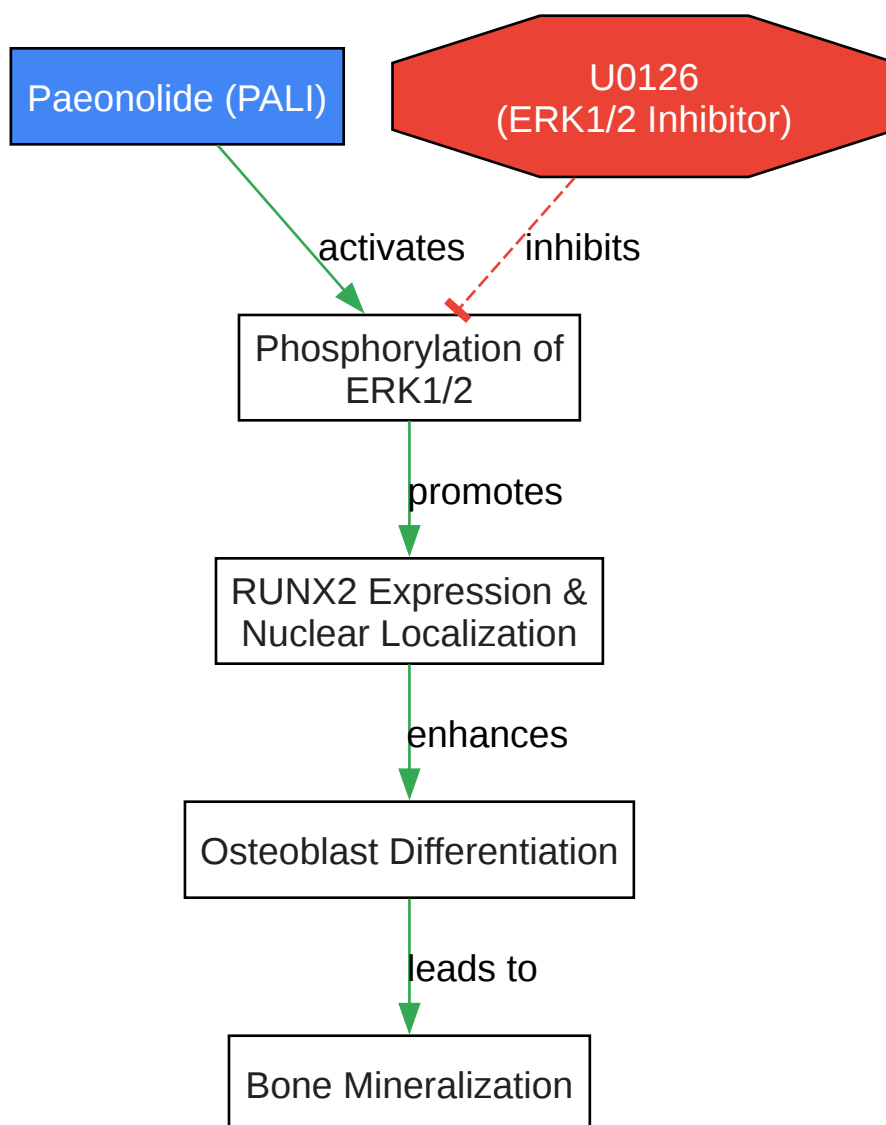 Paeonolide (PALI)
U0126
(ERK1/2 Inhibitor)
activates
inhibits
Phosphorylation of
ERK1/2
promotes
RUNX2 Expression &
Nuclear Localization
enhances
Osteoblast Differentiation
leads to
Bone Mineralization